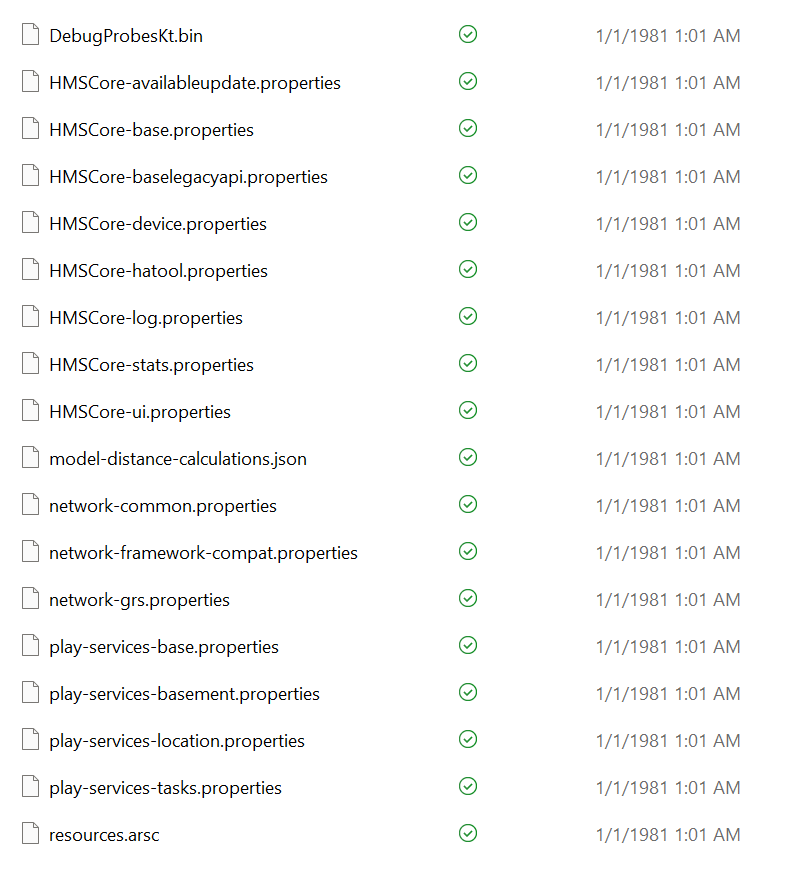 DebugProbesKt.bin 1/1/1981 1:01 AM
HMSCore-availableupdate.properties 1/1/1981 1:01 AM
HMSCore-base.properties 1/1/1981 1:01 AM
HMSCore-baselegacyapi.properties 1/1/1981 1:01 AM
HMSCore-device.properties 1/1/1981 1:01 AM
HMSCore-hatool.properties 1/1/1981 1:01 AM
HMSCore-log.properties 1/1/1981 1:01 AM
HMSCore-stats.properties 1/1/1981 1:01 AM
HMSCore-ui.properties 1/1/1981 1:01 AM
model-distance-calculations.json 1/1/1981 1:01 AM
network-common.properties 1/1/1981 1:01 AM
network-framework-compat.properties 1/1/1981 1:01 AM
network-grs.properties 1/1/1981 1:01 AM
play-services-base.properties 1/1/1981 1:01 AM
play-services-basement.properties 1/1/1981 1:01 AM
play-services-location.properties 1/1/1981 1:01 AM
play-services-tasks.properties 1/1/1981 1:01 AM
resources.arsc 1/1/1981 1:01 AM